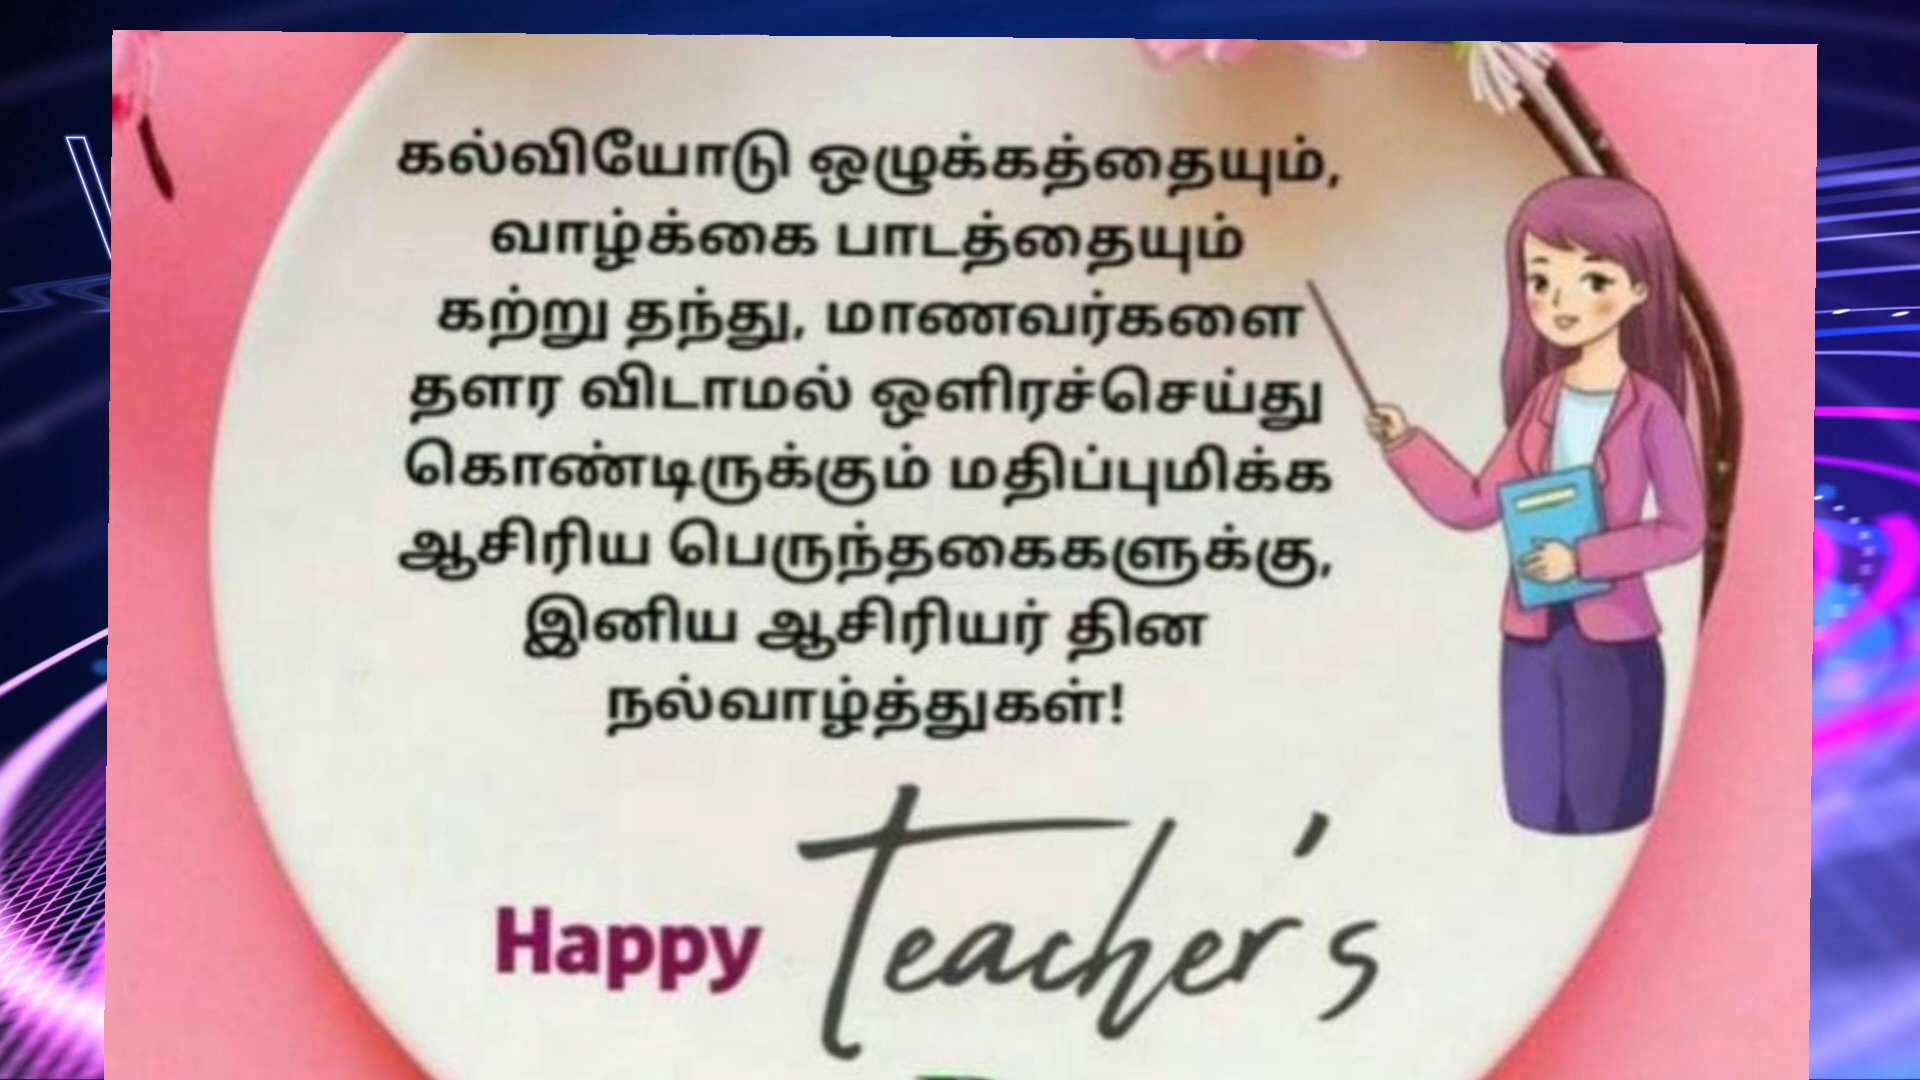 கல்வியோடு ஒழுக்கத்தையும்,
வாழ்க்கை பாடத்தையும்
கற்று தந்து, மாணவர்களை
தளர விடாமல் ஒளிரச்செய்து
கொண்டிருக்கும் மதிப்புமிக்க
ஆசிரிய பெருந்தகைகளுக்கு,
இனிய ஆசிரியர் தின
நல்வாழ்த்துகள்!
Happy Teacher's